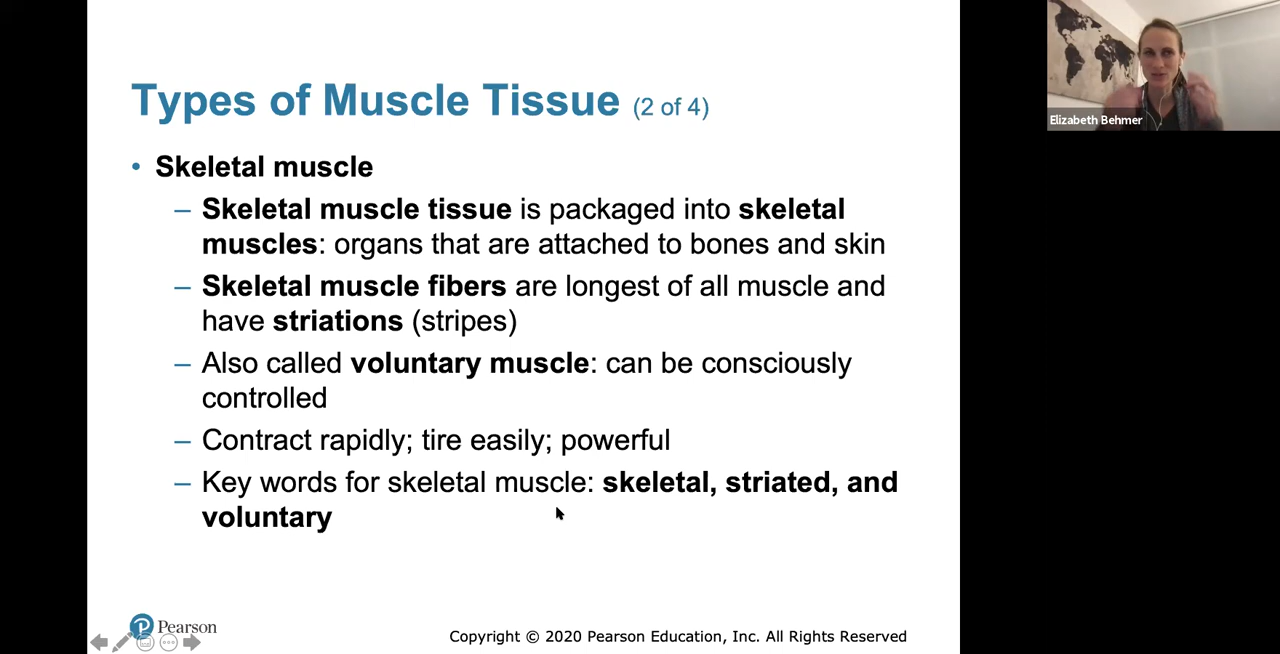 Types of Muscle Tissue (2 of 4)
• Skeletal muscle
– Skeletal muscle tissue is packaged into skeletal
muscles: organs that are attached to bones and skin
– Skeletal muscle fibers are longest of all muscle and
have striations (stripes)
– Also called voluntary muscle: can be consciously
controlled
– Contract rapidly; tire easily; powerful
– Key words for skeletal muscle: skeletal, striated, and
voluntary
Pearson
Copyright © 2020 Pearson Education, Inc. All Rights Reserved
Elizabeth Behmer